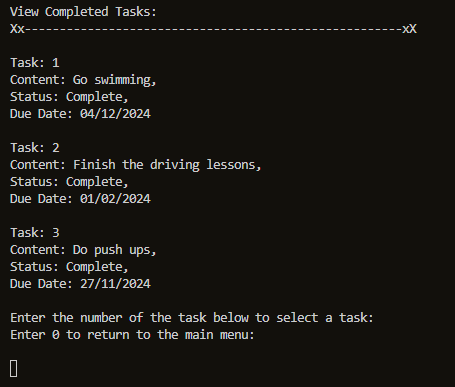 View Completed Tasks:
Xx------------------------------------------------------xX
Task: 1
Content: Go swimming,
Status: Complete,
Due Date: 04/12/2024
Task: 2
Content: Finish the driving lessons,
Status: Complete,
Due Date: 01/02/2024
Task: 3
Content: Do push ups,
Status: Complete,
Due Date: 27/11/2024
Enter the number of the task below to select a task:
Enter 0 to return to the main menu: